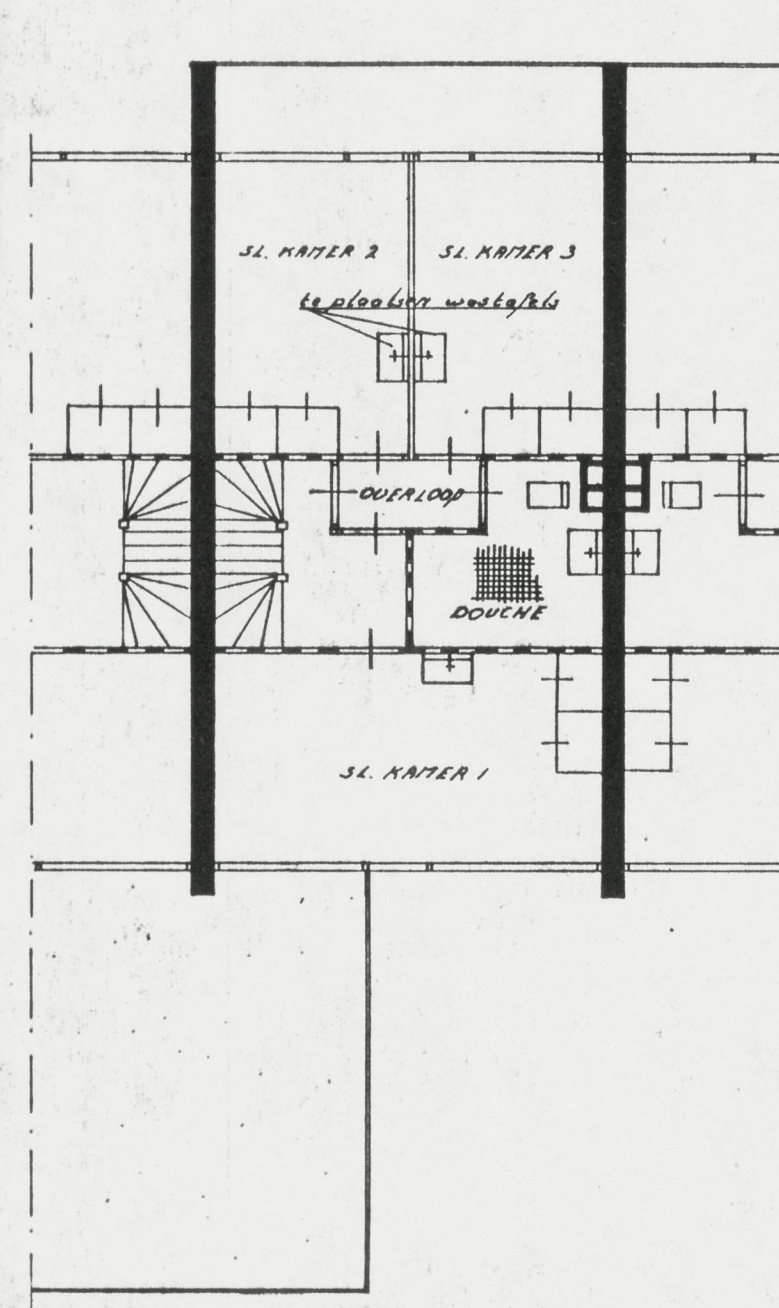 SL. KAMER 2
SL. KAMER 3
te plaatsen wastafels
OVERLOOP
DOUCHE
SL. KAMER 1